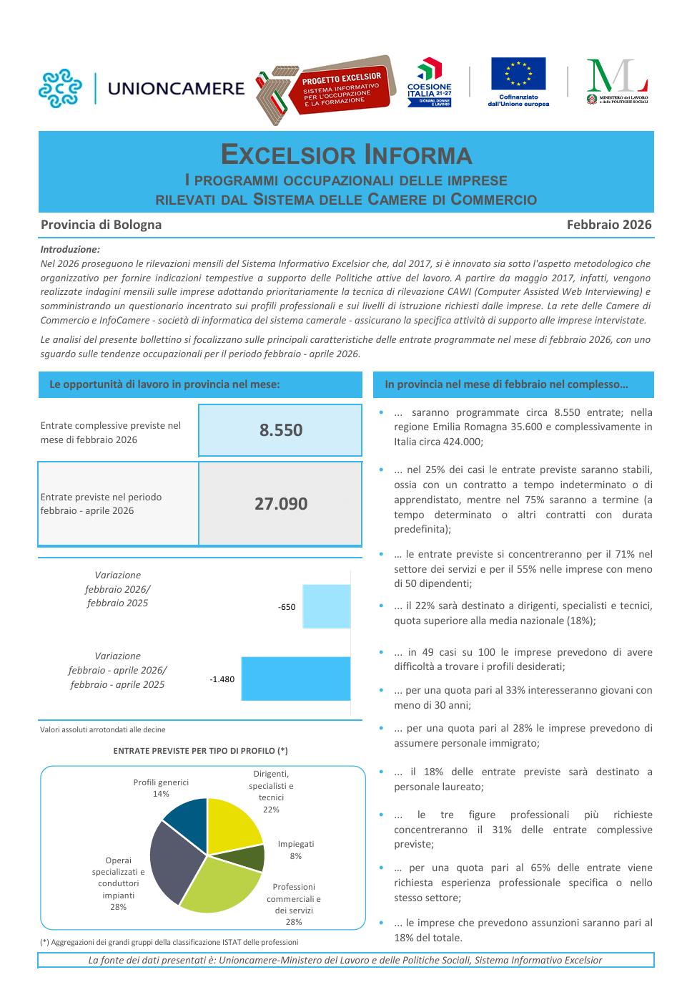 UNIONCAMERE
PROGETTO EXCELSIOR
SISTEMA INFORMATIVO
PER L'OCCUPAZIONE
E LA FORMAZIONE
COESIONE
ITALIA 21-27
GIOVANI, DONNE
E LAVORO
Cofinanziato
dall'Unione europea
ML
MINISTERO del LAVORO
e delle POLITICHE SOCIALI
EXCELSIOR INFORMA
I PROGRAMMI OCCUPAZIONALI DELLE IMPRESE
RILEVATI DAL SISTEMA DELLE CAMERE DI COMMERCIO
Provincia di Bologna
Febbraio 2026
Introduzione:
Nel 2026 proseguono le rilevazioni mensili del Sistema Informativo Excelsior che, dal 2017, si è innovato sia sotto l'aspetto metodologico che
organizzativo per fornire indicazioni tempestive a supporto delle Politiche attive del lavoro. A partire da maggio 2017, infatti, vengono
realizzate indagini mensili sulle imprese adottando prioritariamente la tecnica di rilevazione CAWI (Computer Assisted Web Interviewing) e
somministrando un questionario incentrato sui profili professionali e sui livelli di istruzione richiesti dalle imprese. La rete delle Camere di
Commercio e InfoCamere - società di informatica del sistema camerale - assicurano la specifica attività di supporto alle imprese intervistate.
Le analisi del presente bollettino si focalizzano sulle principali caratteristiche delle entrate programmate nel mese di febbraio 2026, con uno
sguardo sulle tendenze occupazionali per il periodo febbraio - aprile 2026.
Le opportunità di lavoro in provincia nel mese:
Entrate complessive previste nel
mese di febbraio 2026
8.550
Entrate previste nel periodo
febbraio - aprile 2026
27.090
Variazione
febbraio 2026/
febbraio 2025
-650
Variazione
febbraio - aprile 2026/
febbraio - aprile 2025
-1.480
Valori assoluti arrotondati alle decine
ENTRATE PREVISTE PER TIPO DI PROFILO (*)
Profili generici
14%
Dirigenti,
specialisti e
tecnici
22%
Impiegati
8%
Operai
specializzati e
conduttori
impianti
28%
Professioni
commerciali e
dei servizi
28%
(*) Aggregazioni dei grandi gruppi della classificazione ISTAT delle professioni
In provincia nel mese di febbraio nel complesso...
• ... saranno programmate circa 8.550 entrate; nella
regione Emilia Romagna 35.600 e complessivamente in
Italia circa 424.000;
• ... nel 25% dei casi le entrate previste saranno stabili,
ossia con un contratto a tempo indeterminato o di
apprendistato, mentre nel 75% saranno a termine (a
tempo determinato o altri contratti con durata
predefinita);
• ... le entrate previste si concentreranno per il 71% nel
settore dei servizi e per il 55% nelle imprese con meno
di 50 dipendenti;
• ... il 22% sarà destinato a dirigenti, specialisti e tecnici,
quota superiore alla media nazionale (18%);
• ... in 49 casi su 100 le imprese prevedono di avere
difficoltà a trovare i profili desiderati;
• ... per una quota pari al 33% interesseranno giovani con
meno di 30 anni;
• ... per una quota pari al 28% le imprese prevedono di
assumere personale immigrato;
• ... il 18% delle entrate previste sarà destinato a
personale laureato;
• ... le tre figure professionali più richieste
concentreranno il 31% delle entrate complessive
previste;
• ... per una quota pari al 65% delle entrate viene
richiesta esperienza professionale specifica o nello
stesso settore;
• ... le imprese che prevedono assunzioni saranno pari al
18% del totale.
La fonte dei dati presentati è: Unioncamere-Ministero del Lavoro e delle Politiche Sociali, Sistema Informativo Excelsior